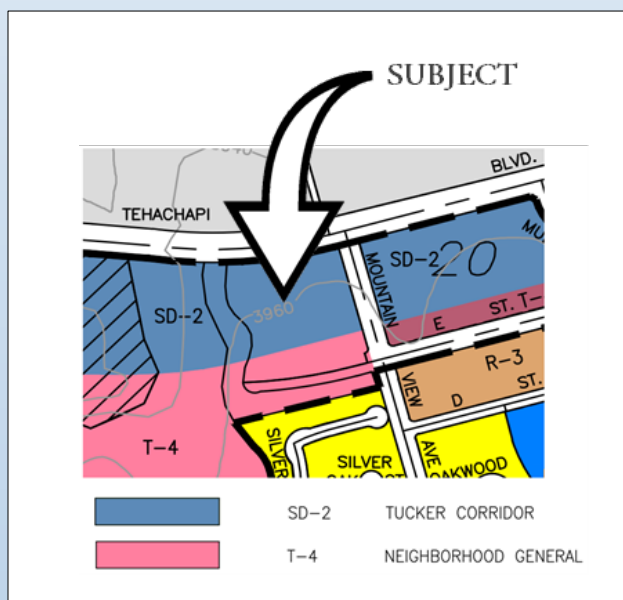 SUBJECT
BLVD.
TEHACHAPI
MOUNTAIN
SD-2
20
3960
SD-2
E ST.
T-
R-3
VIEW
AVE
D ST.
T-4
SILVER
SILVER
OAKWOOD
SD-2 TUCKER CORRIDOR
T-4 NEIGHBORHOOD GENERAL